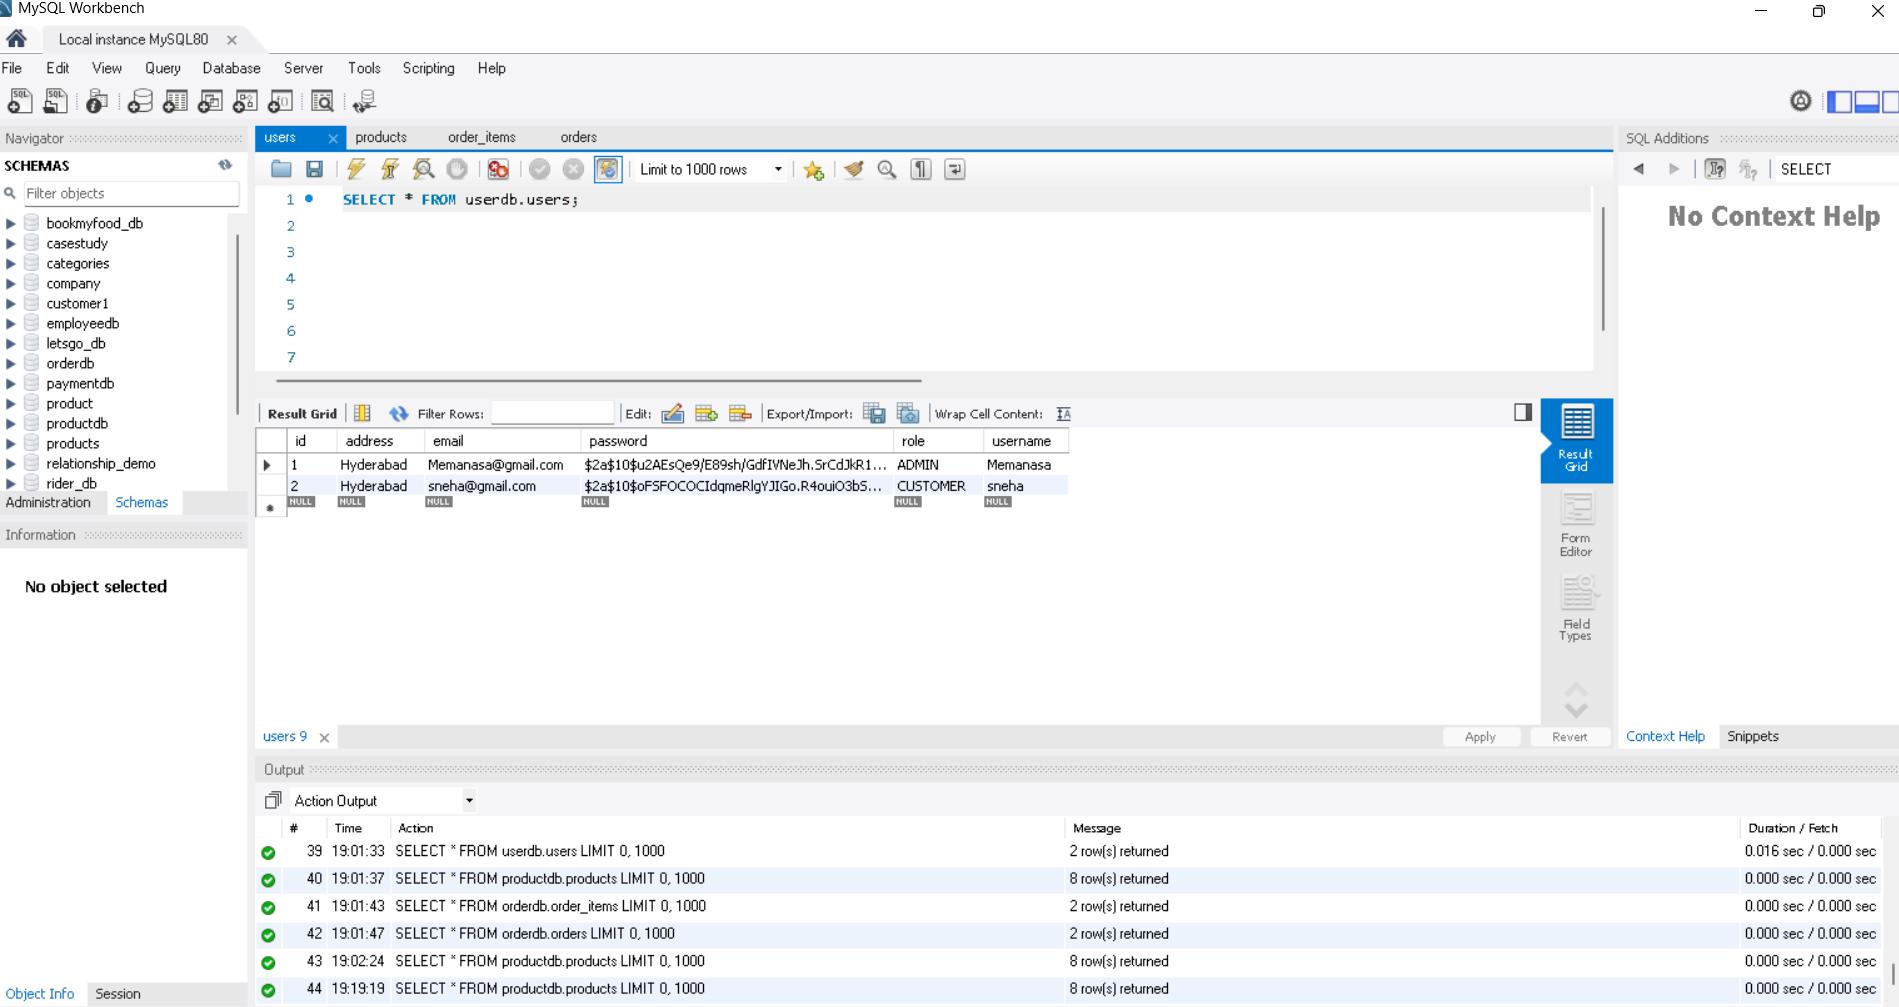 MySQL Workbench
Local instance MySQL80
File Edit View Query Database Server Tools Scripting Help
Navigator
SCHEMAS
Filter objects
bookmyfood_db
casestudy
categories
company
customer1
employeedb
letsgo_db
orderdb
paymentdb
product
productdb
products
relationship_demo
rider_db
Administration Schemas
Information
No object selected
Object Info Session
users products order_items orders
Limit to 1000 rows
1 SELECT * FROM userdb.users;
2
3
4
5
6
7
Result Grid Filter Rows: Edit: Export/Import: Wrap Cell Content:
id address email password role username
1 Hyderabad Memanasa@gmail.com $2a$10$u2AEsQe9/E89sh/GdfIVNeJh.SrCdJkR1... ADMIN Memanasa
2 Hyderabad sneha@gmail.com $2a$10$oFSFOCOCIdqmeRlgYJIGo.R4ouiO3bS... CUSTOMER sneha
NULL NULL NULL NULL NULL NULL
Result Grid
Form Editor
Field Types
users 9 Apply Revert
SQL Additions
SELECT
No Context Help
Context Help Snippets
Output
Action Output
# Time Action Message Duration / Fetch
39 19:01:33 SELECT * FROM userdb.users LIMIT 0, 1000 2 row(s) returned 0.016 sec / 0.000 sec
40 19:01:37 SELECT * FROM productdb.products LIMIT 0, 1000 8 row(s) returned 0.000 sec / 0.000 sec
41 19:01:43 SELECT * FROM orderdb.order_items LIMIT 0, 1000 2 row(s) returned 0.000 sec / 0.000 sec
42 19:01:47 SELECT * FROM orderdb.orders LIMIT 0, 1000 2 row(s) returned 0.000 sec / 0.000 sec
43 19:02:24 SELECT * FROM productdb.products LIMIT 0, 1000 8 row(s) returned 0.000 sec / 0.000 sec
44 19:19:19 SELECT * FROM productdb.products LIMIT 0, 1000 8 row(s) returned 0.000 sec / 0.000 sec